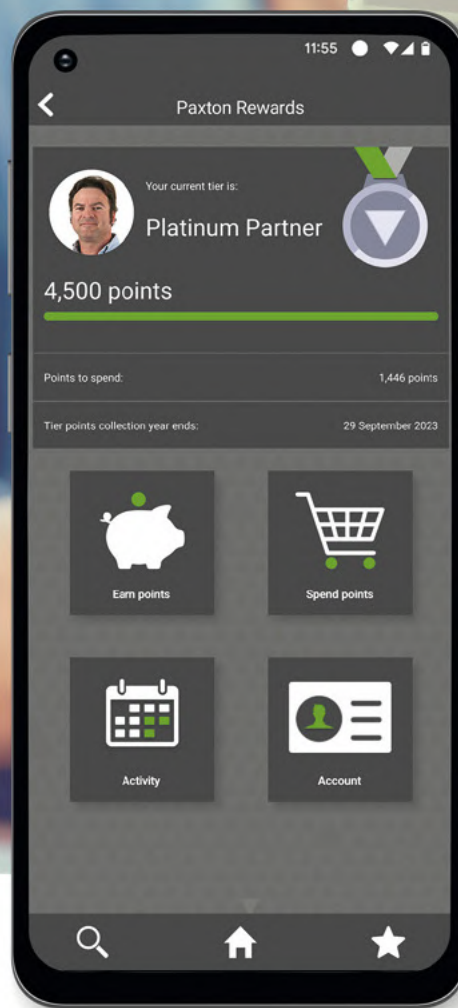 11:55
Paxton Rewards
Your current tier is:
Platinum Partner
4,500 points
Points to spend: 1,446 points
Tier points collection year ends: 29 September 2023
Earn points Spend points
Activity Account